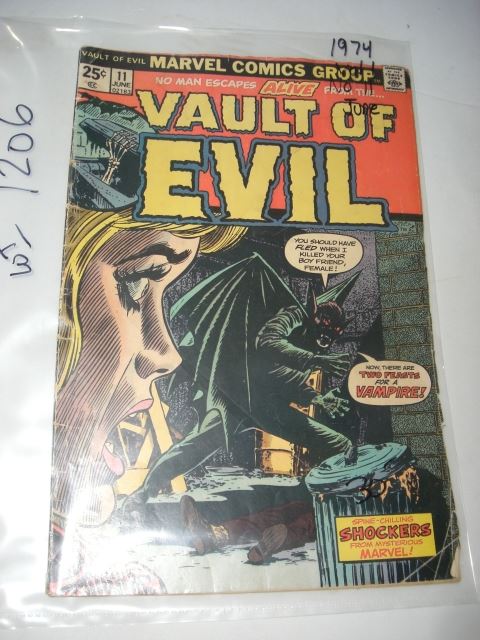 VAULT OF EVIL
MARVEL COMICS GROUP
1974
25¢
11
JUNE
02183
NO MAN ESCAPES ALIVE FROM THE...
June
VAULT OF
EVIL
W- 1206
YOU SHOULD HAVE
FLED WHEN I
KILLED YOUR
BOY FRIEND,
FEMALE!
NOW, THERE ARE
TWO FEASTS
FOR A
VAMPIRE!
SPINE-CHILLING
SHOCKERS
FROM MYSTERIOUS
MARVEL!